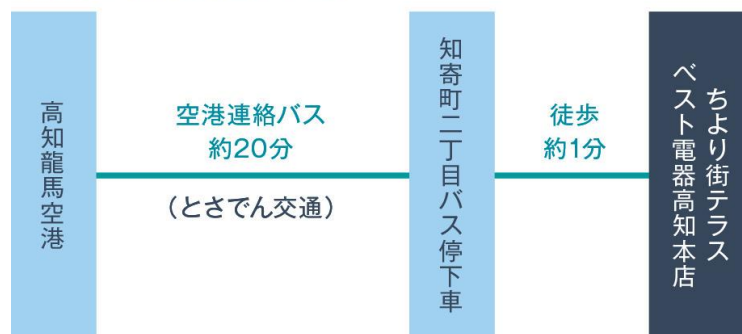 高知龍馬空港
空港連絡バス
約20分
（とさでん交通）
知寄町二丁目バス停下車
徒歩
約1分
ちより街テラス
ベスト電器高知本店